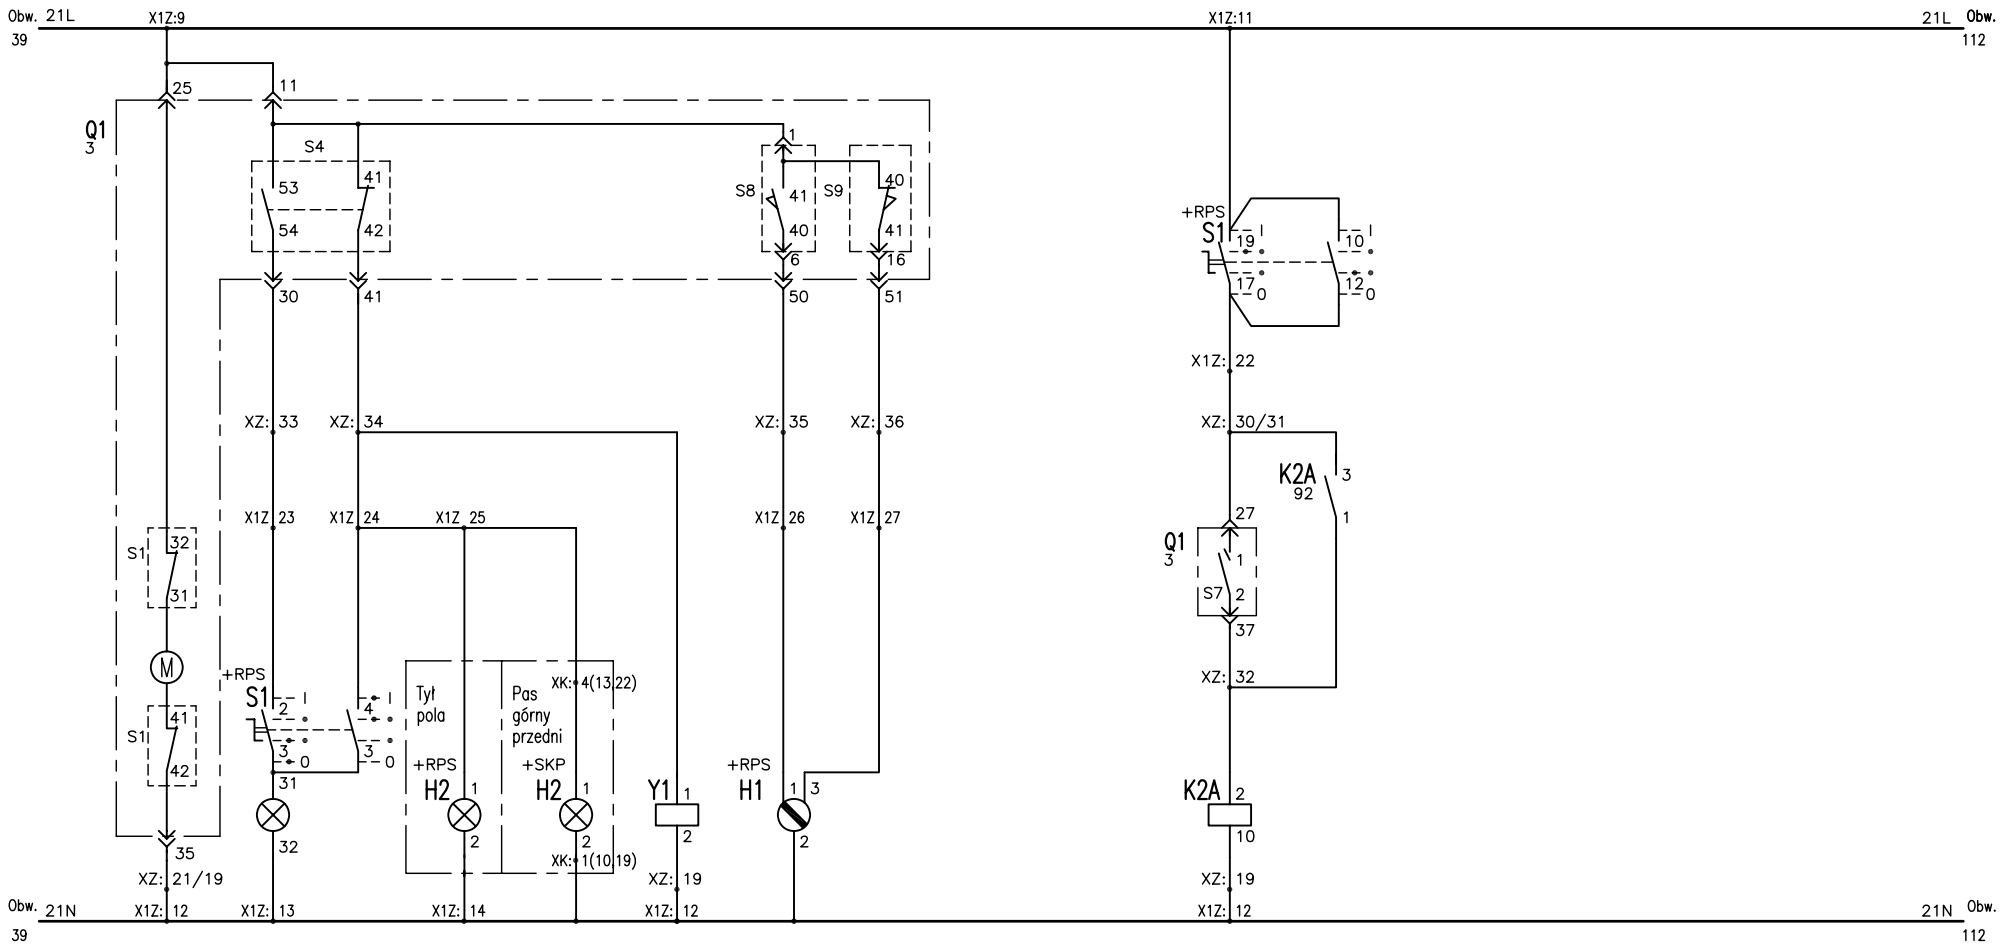 Obw. 21L X1Z:9 X1Z:11 21L Obw.
39 112
25 11
Q1
3
S4
1
53 41 S8 41 S9 40
54 42 40 41
6 16
30 41 50 51
+RPS
S1 19 I 10 I
17 O 12 O
X1Z: 22
XZ: 33 XZ: 34 XZ: 35 XZ: 36 XZ: 30/31
K2A 3
92
1
X1Z 23 X1Z 24 X1Z 25 X1Z 26 X1Z 27 27
Q1
3
1
S7 2
37
S1 32
31
M
+RPS
S1 2 I 4 I
3 O 3 O
XZ: 32
Tył
pola
Pas
górny
przedni
XK: 4(13,22)
S1 41
42
31
32
+RPS
H2 1
2
+SKP
H2 1
2
XK: 1(10,19)
Y1 1
2
+RPS
H1 1 3
2
K2A 2
10
35
XZ: 21/19 XZ: 19 XZ: 19
Obw. 21N X1Z: 12 X1Z: 13 X1Z: 14 X1Z: 12 X1Z: 12 21N Obw.
39 112